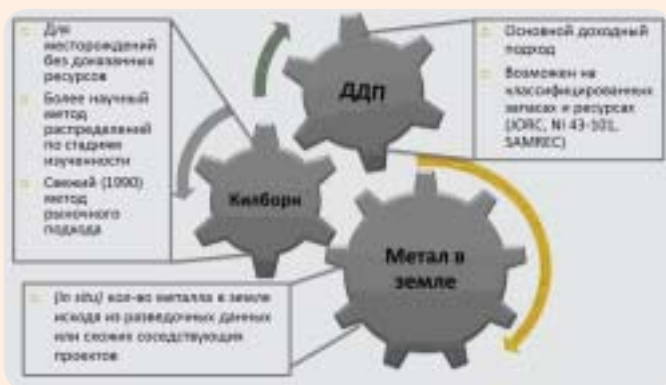 Для
месторождений
без доказанных
ресурсов
Более научный
метод
распределений
по стадиям
изученности
Свежий (1990)
метод
рыночного
подхода
ДДП
Основной доходный
подход
Возможен на
классифицированных
запасах и ресурсах
(JORC, NI 43-101,
SAMREC)
Килборн
Метал в
земле
(In situ) кол-во металла в земле
исходя из разведочных данных
или схожих соседствующих
проектов